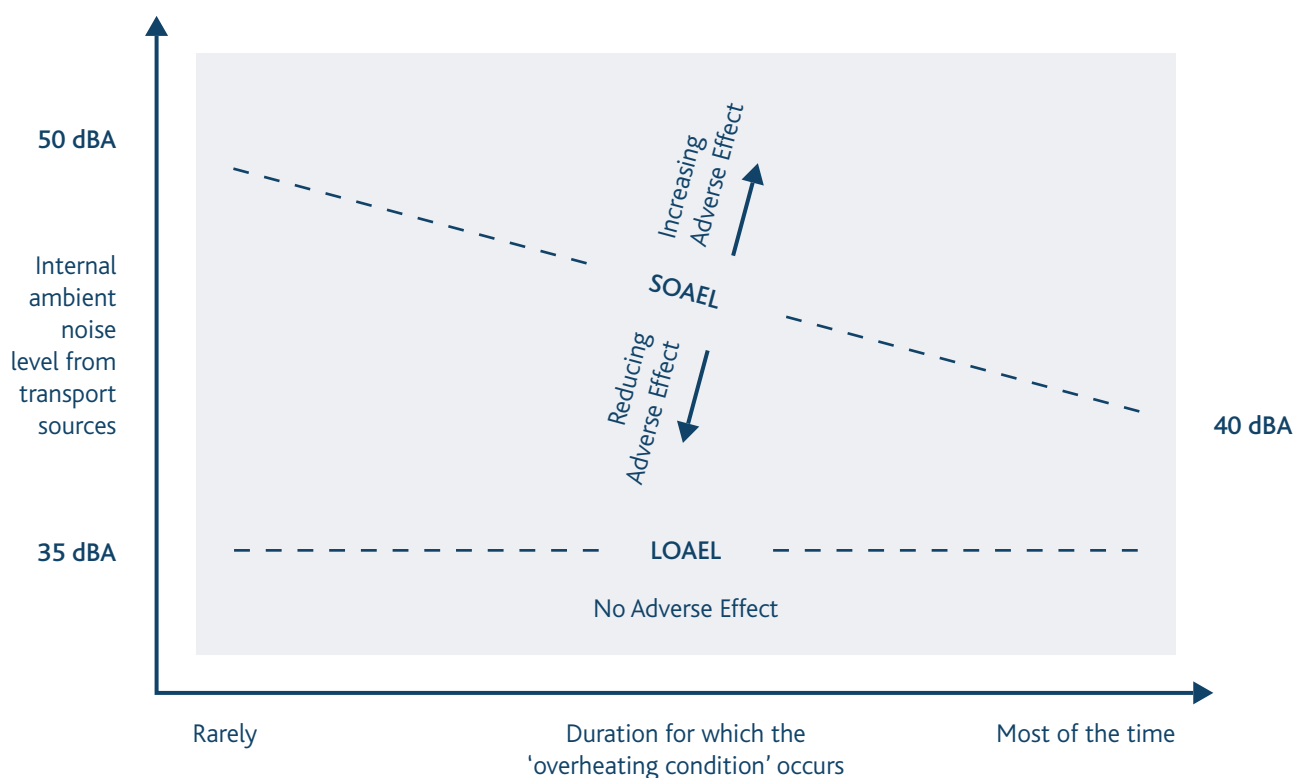 50 dBA
Internal
ambient
noise
level from
transport
sources
35 dBA
Increasing
Adverse Effect
SOAEL
Reducing
Adverse Effect
LOAEL
No Adverse Effect
40 dBA
Rarely
Duration for which the
‘overheating condition’ occurs
Most of the time